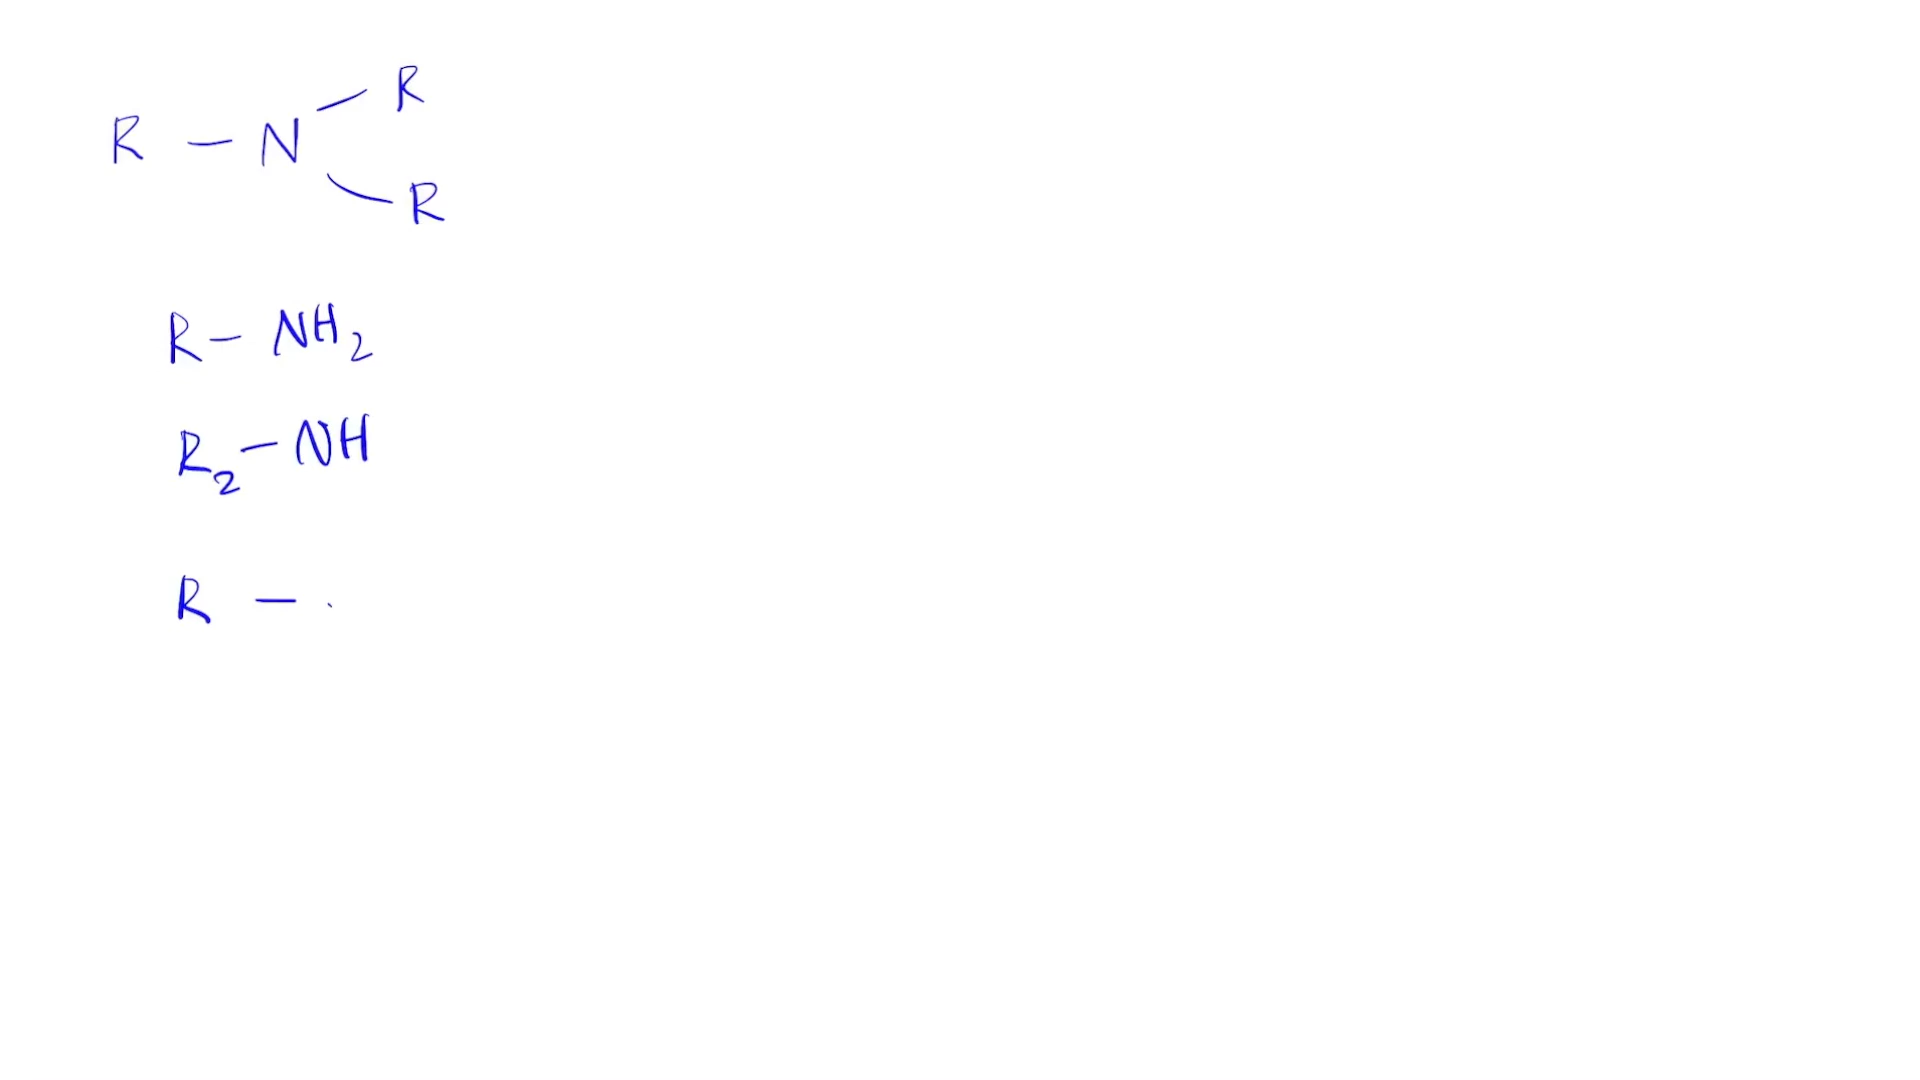 R
R - N
R
R - NH₂
R₂ - NH
R -